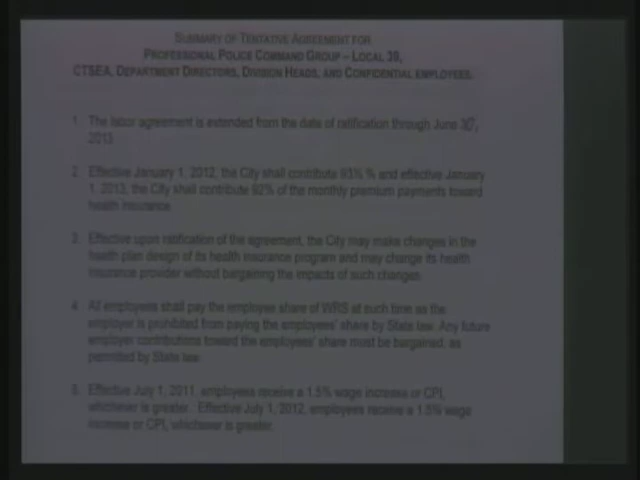 SUMMARY OF TENTATIVE AGREEMENT FOR
PROFESSIONAL POLICE COMMAND GROUP – LOCAL 39,
CTSEA, DEPARTMENT DIRECTORS, DIVISION HEADS, AND CONFIDENTIAL EMPLOYEES.
1. The labor agreement is extended from the date of ratification through June 30,
2013
2. Effective January 1, 2012, the City shall contribute 93% % and effective January
1, 2013, the City shall contribute 92% of the monthly premium payments toward
health insurance
3. Effective upon ratification of the agreement, the City may make changes in the
health plan design of its health insurance program and may change its health
insurance provider without bargaining the impacts of such changes
4. All employees shall pay the employee share of WRS at such time as the
employer is prohibited from paying the employees' share by State law. Any future
employer contributions toward the employees' share must be bargained, as
permitted by State law.
5. Effective July 1, 2011, employees receive a 1.5% wage increase or CPI,
whichever is greater. Effective July 1, 2012, employees receive a 1.5% wage
increase or CPI, whichever is greater.